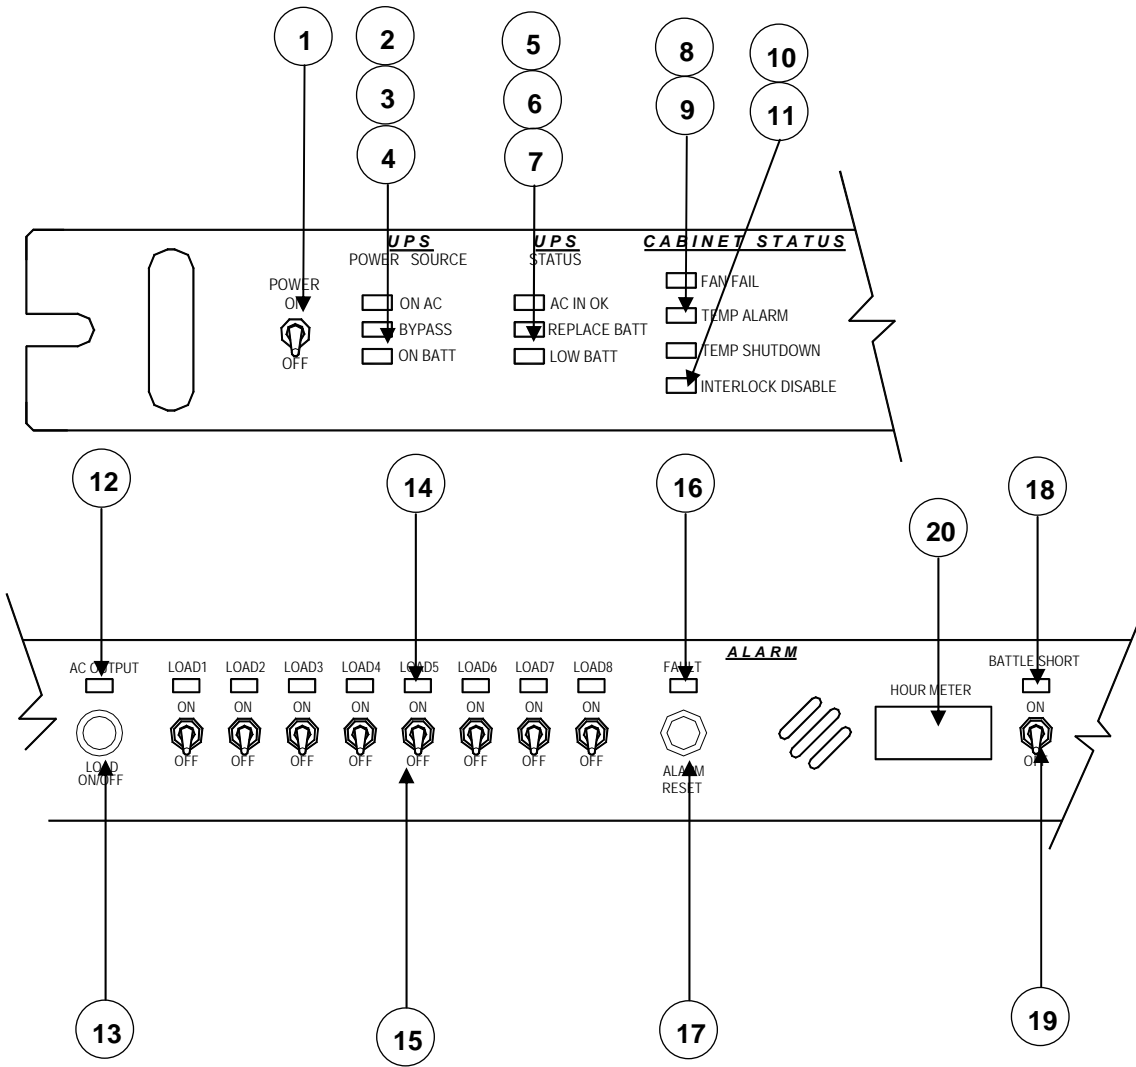 1 2 5 8 10
3 6 9 11
4 7
UPS UPS CABINET STATUS
POWER SOURCE STATUS
POWER
ON
OFF
ON AC
BYPASS
ON BATT
AC IN OK
REPLACE BATT
LOW BATT
FAN FAIL
TEMP ALARM
TEMP SHUTDOWN
INTERLOCK DISABLE
12 14 16 18
20
ALARM
AC OUTPUT LOAD1 LOAD2 LOAD3 LOAD4 LOAD5 LOAD6 LOAD7 LOAD8 FAULT BATTLE SHORT
HOUR METER
ON ON ON ON ON ON ON ON ON
OFF OFF OFF OFF OFF OFF OFF OFF OFF
LOAD
ON/OFF
ALARM
RESET
13 15 17 19